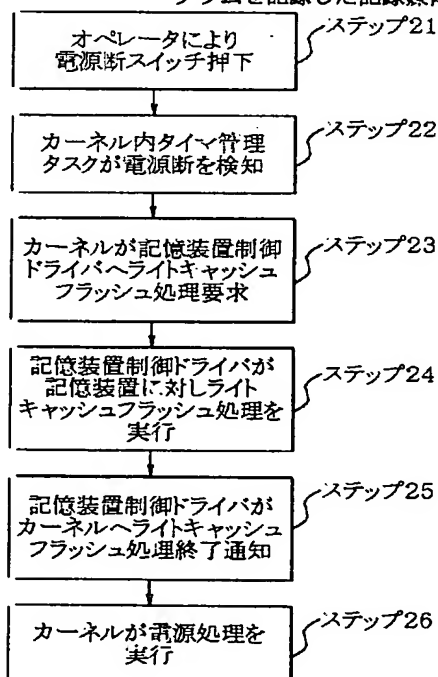 グラムを記録した記録媒体
オペレータにより
電源断スイッチ押下
ステップ21
カーネル内タイマ管理
タスクが電源断を検知
ステップ22
カーネルが記憶装置制御
ドライバへライトキャッシュ
フラッシュ処理要求
ステップ23
記憶装置制御ドライバが
記憶装置に対しライト
キャッシュフラッシュ処理を
実行
ステップ24
記憶装置制御ドライバが
カーネルへライトキャッシュ
フラッシュ処理終了通知
ステップ25
カーネルが電源処理を
実行
ステップ26